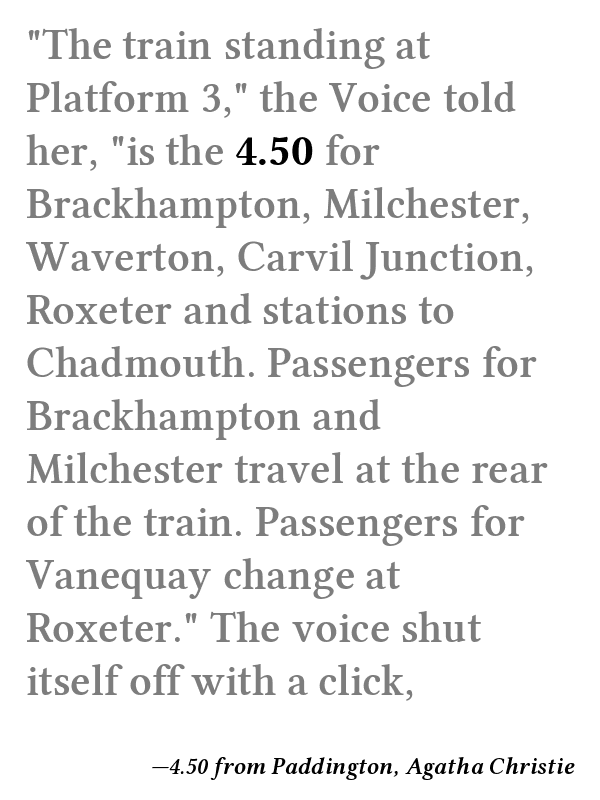 "The train standing at
Platform 3," the Voice told
her, "is the 4.50 for
Brackhampton, Milchester,
Waverton, Carvil Junction,
Roxeter and stations to
Chadmouth. Passengers for
Brackhampton and
Milchester travel at the rear
of the train. Passengers for
Vanequay change at
Roxeter." The voice shut
itself off with a click,
—4.50 from Paddington, Agatha Christie